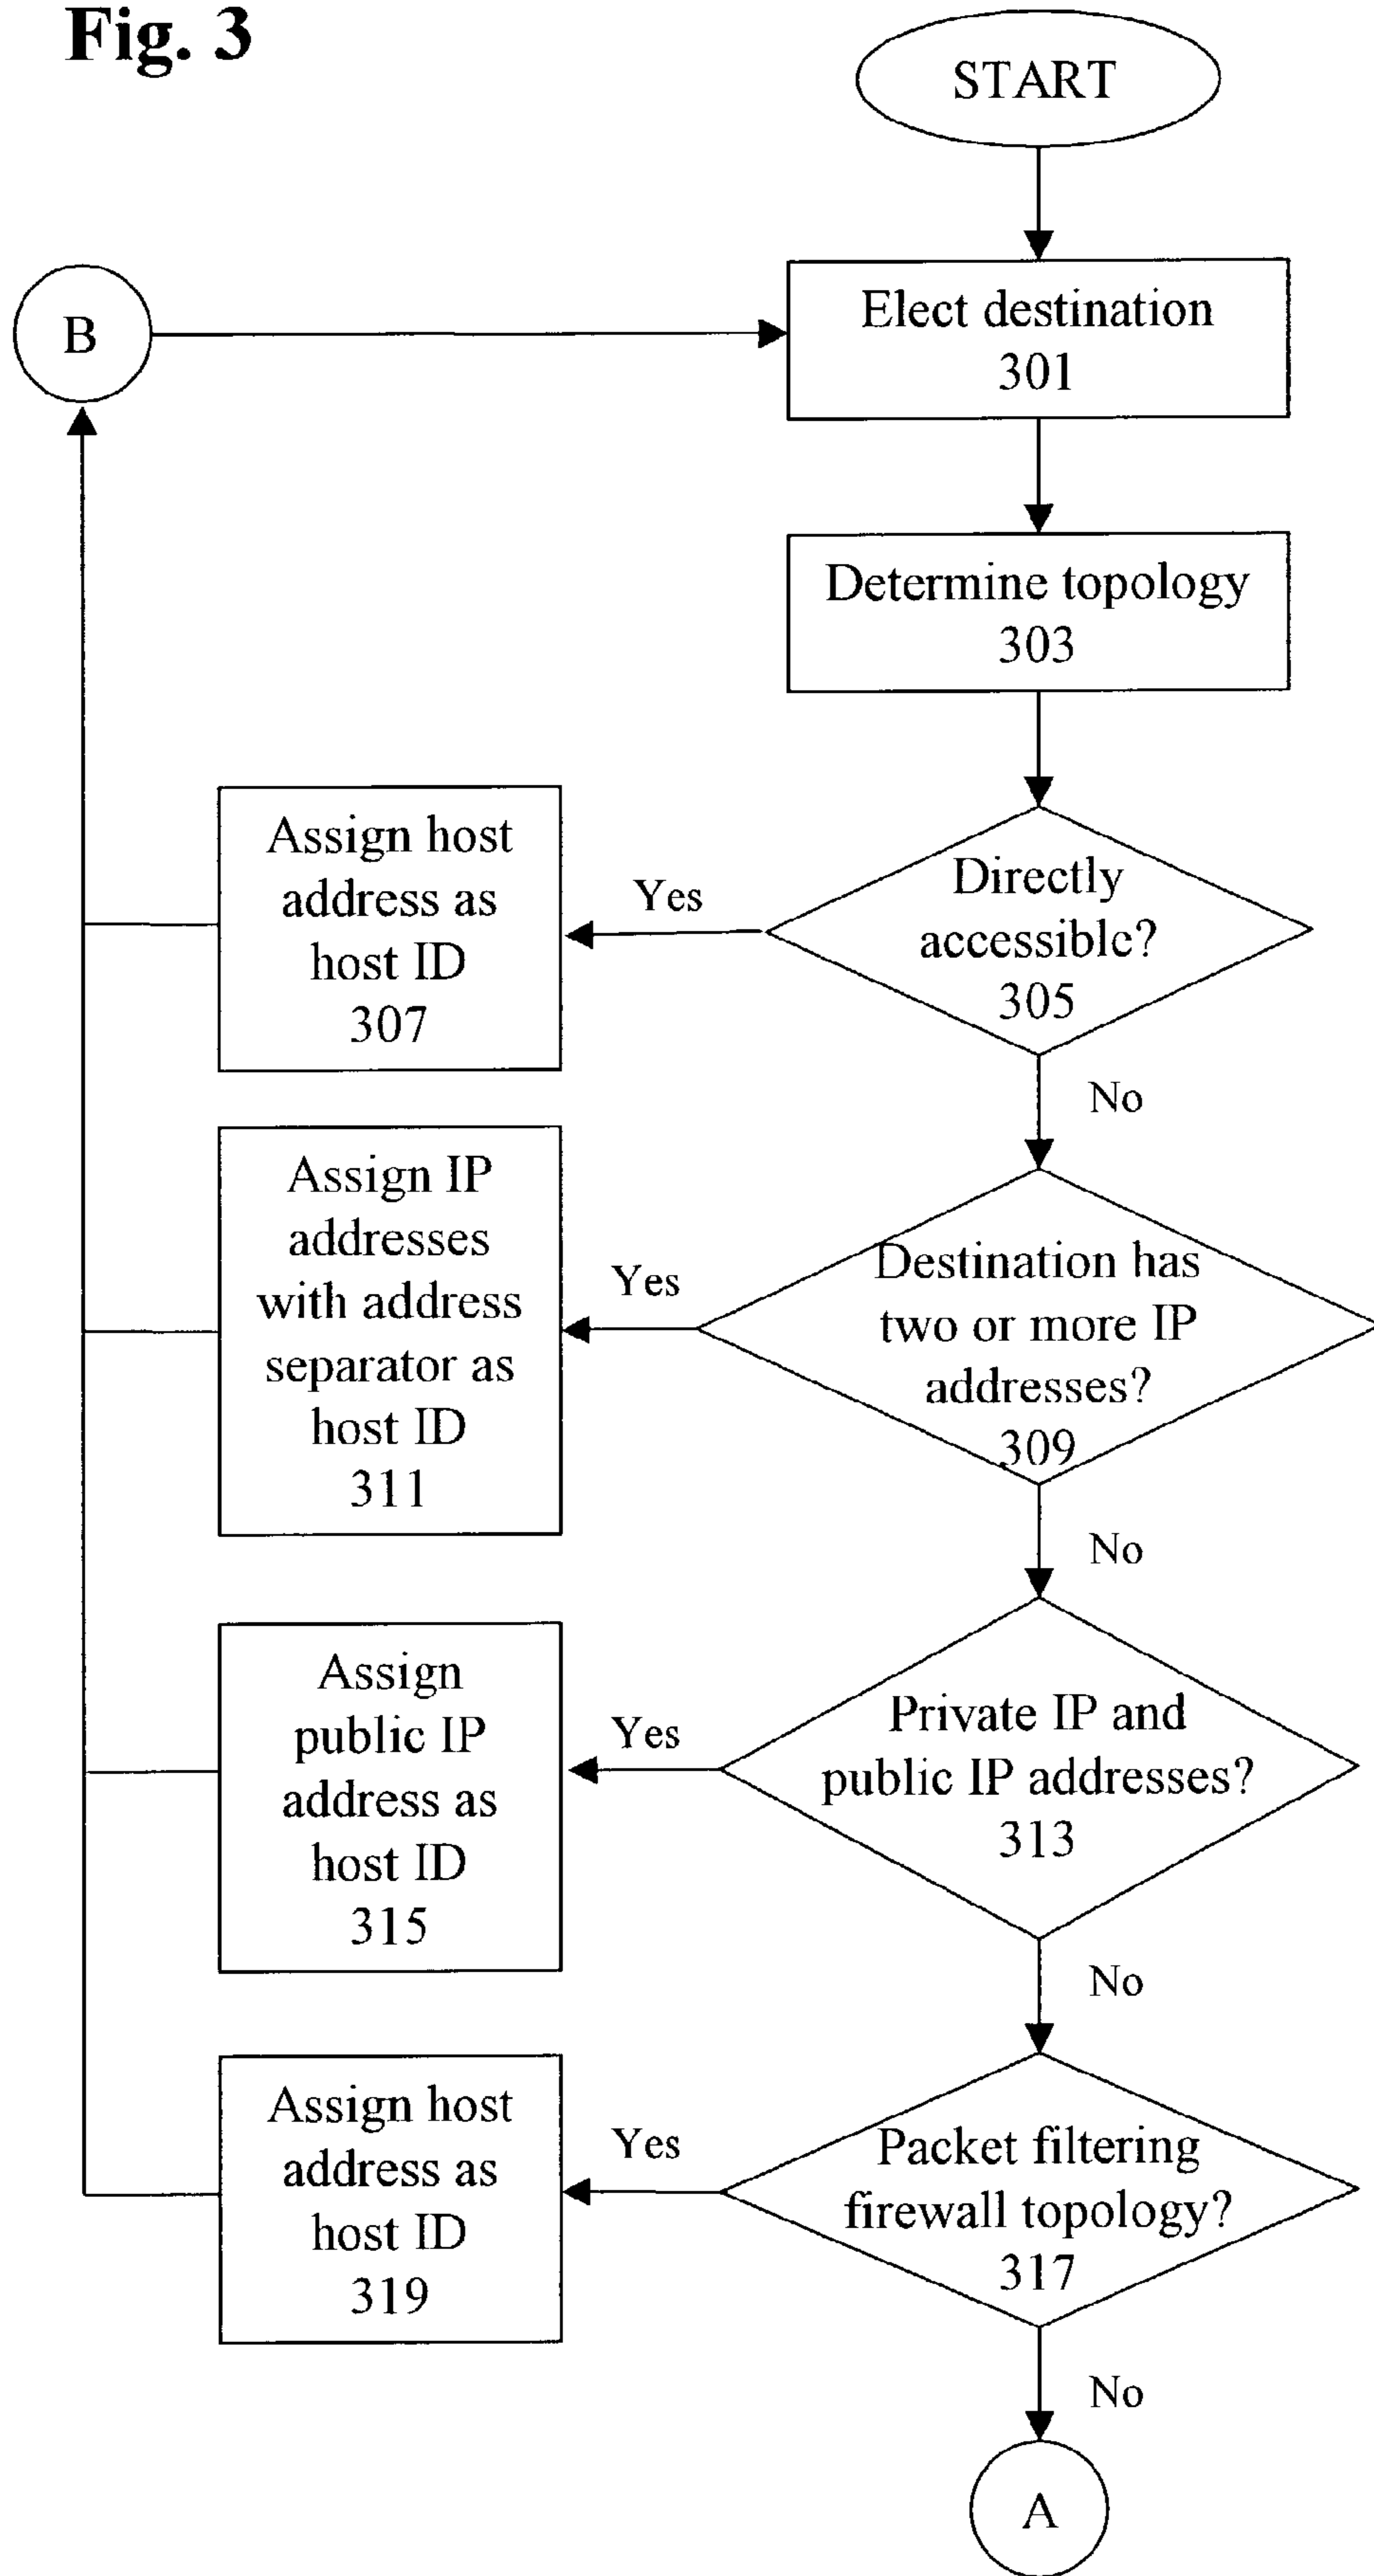 Fig. 3
START
B
Elect destination
301
Determine topology
303
Assign host
address as
host ID
307
Yes
Directly
accessible?
305
No
Assign IP
addresses
with address
separator as
host ID
311
Yes
Destination has
two or more IP
addresses?
309
No
Assign
public IP
address as
host ID
315
Yes
Private IP and
public IP addresses?
313
No
Assign host
address as
host ID
319
Yes
Packet filtering
firewall topology?
317
No
A